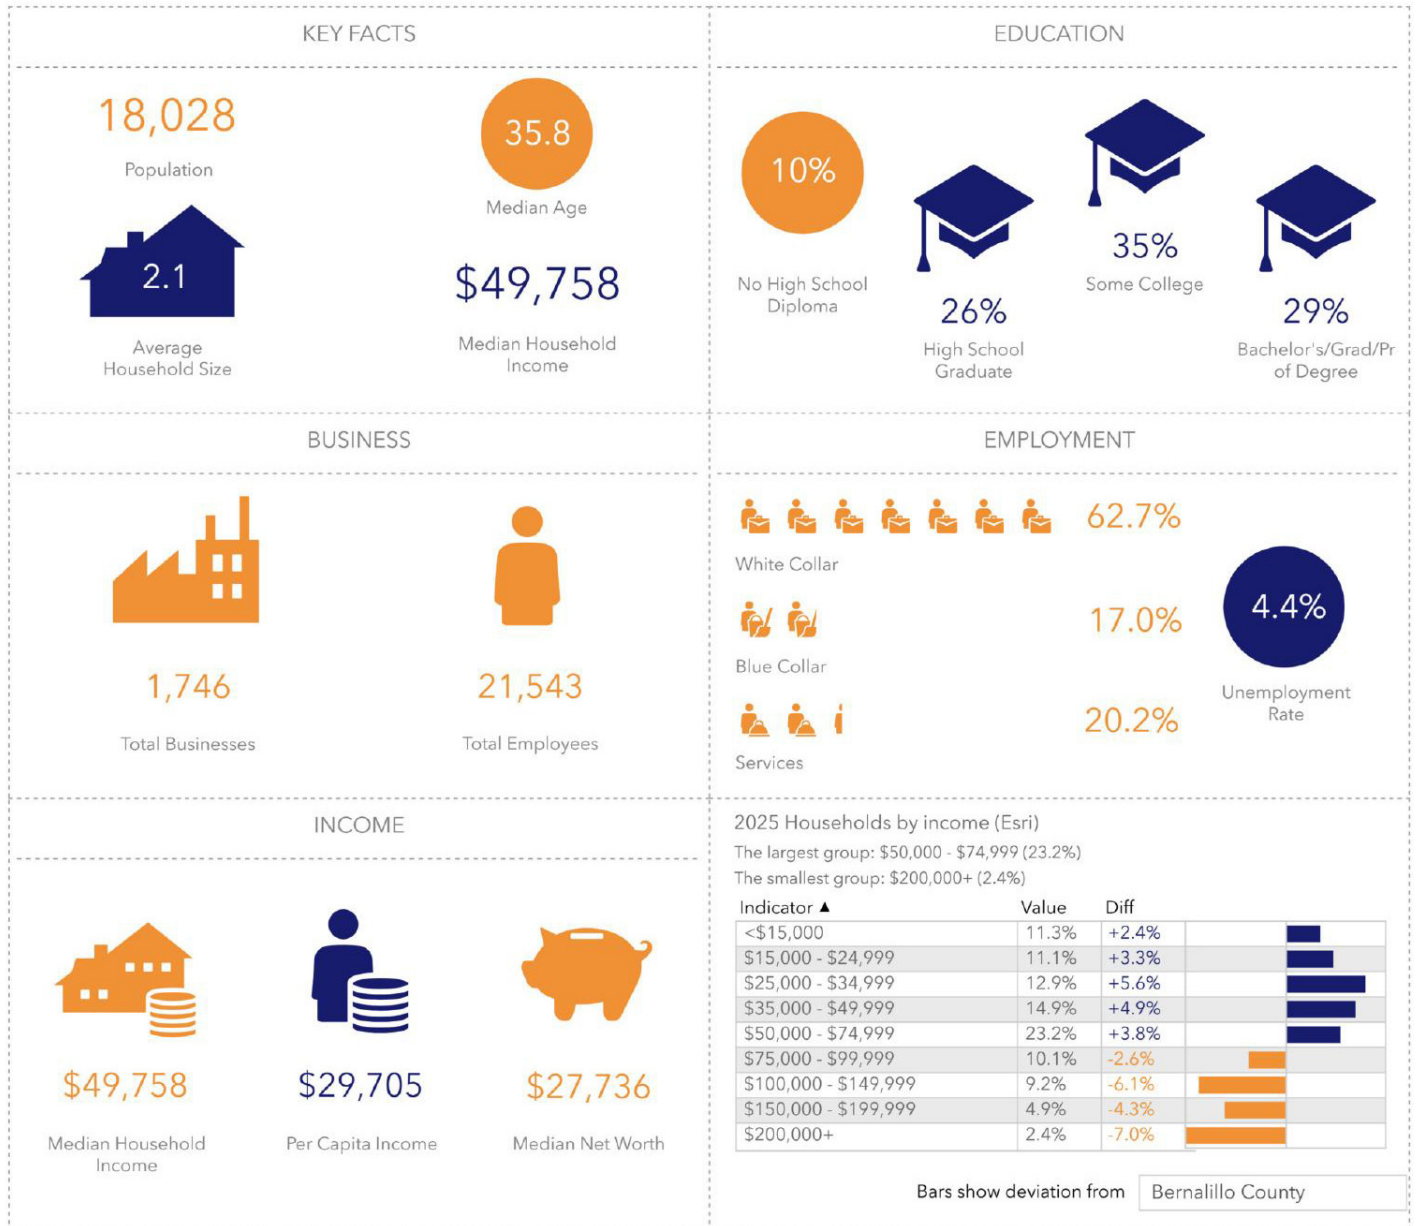 KEY FACTS
18,028
Population
35.8
Median Age
2.1
Average
Household Size
$49,758
Median Household
Income
EDUCATION
10%
No High School
Diploma
26%
High School
Graduate
35%
Some College
29%
Bachelor's/Grad/Pr
of Degree
BUSINESS
1,746
Total Businesses
21,543
Total Employees
EMPLOYMENT
62.7%
White Collar
17.0%
Blue Collar
20.2%
Services
4.4%
Unemployment
Rate
INCOME
$49,758
Median Household
Income
$29,705
Per Capita Income
$27,736
Median Net Worth
2025 Households by income (Esri)
The largest group: $50,000 - $74,999 (23.2%)
The smallest group: $200,000+ (2.4%)
Indicator ▲ Value Diff
<$15,000 11.3% +2.4%
$15,000 - $24,999 11.1% +3.3%
$25,000 - $34,999 12.9% +5.6%
$35,000 - $49,999 14.9% +4.9%
$50,000 - $74,999 23.2% +3.8%
$75,000 - $99,999 10.1% -2.6%
$100,000 - $149,999 9.2% -6.1%
$150,000 - $199,999 4.9% -4.3%
$200,000+ 2.4% -7.0%
Bars show deviation from Bernalillo County